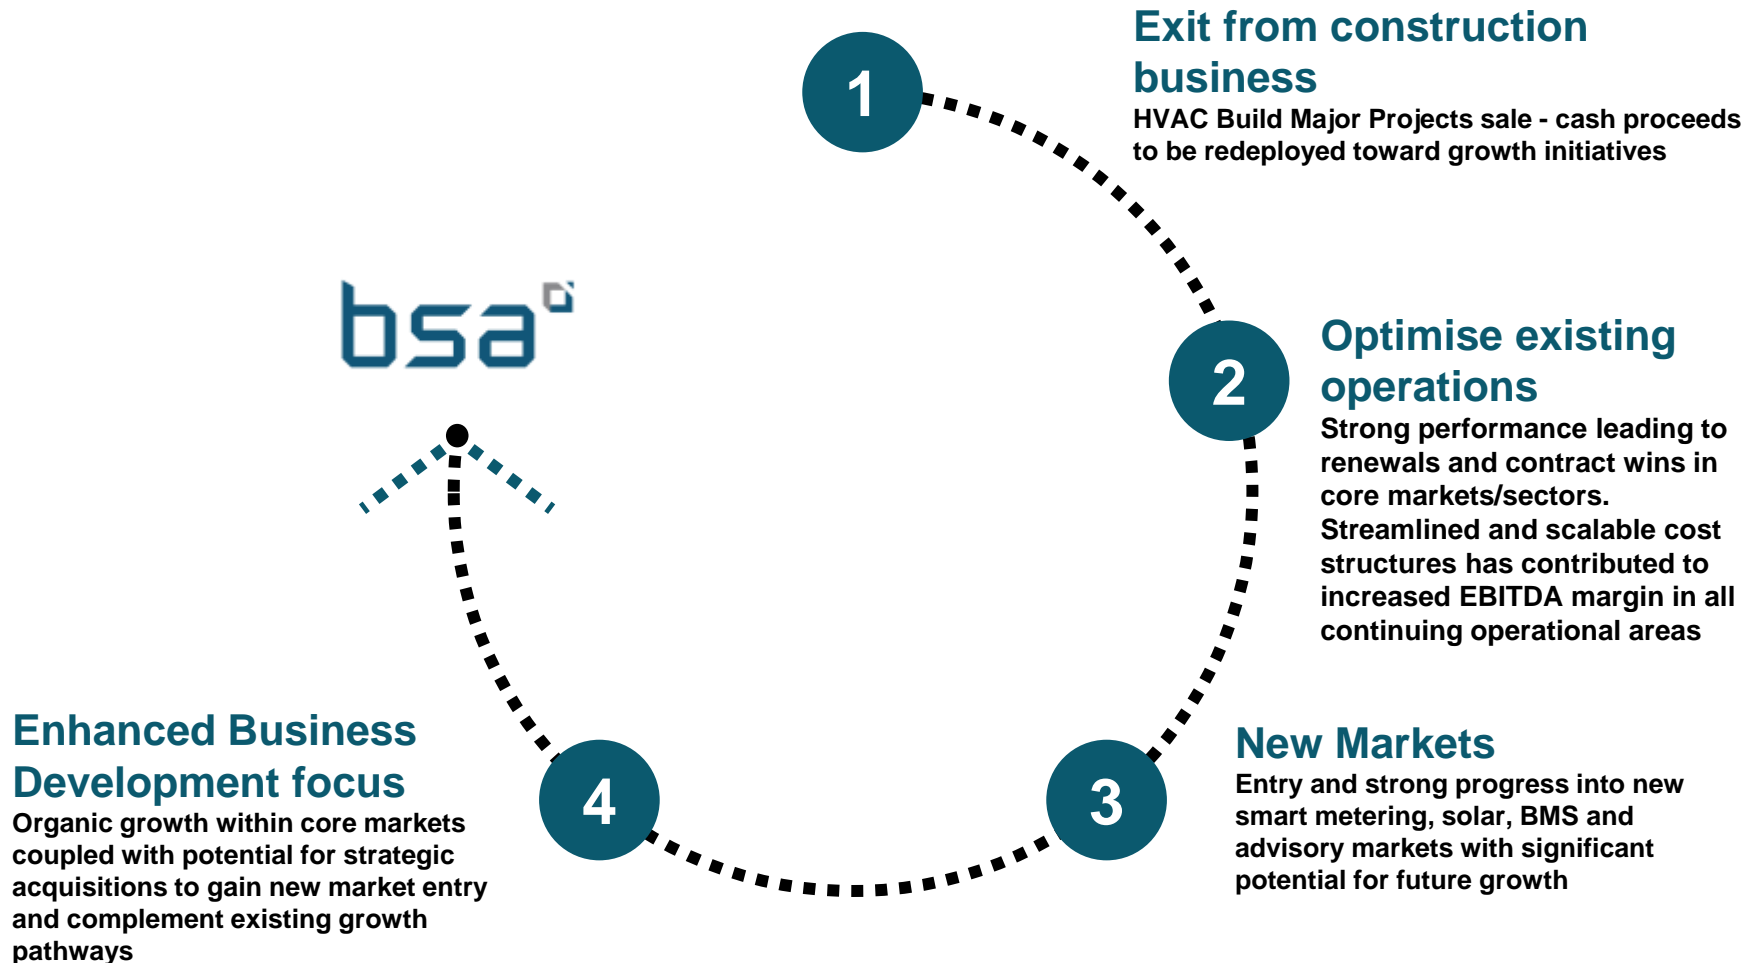 1
Exit from construction
business
HVAC Build Major Projects sale - cash proceeds
to be redeployed toward growth initiatives
bsa
2
Optimise existing
operations
Strong performance leading to
renewals and contract wins in
core markets/sectors.
Streamlined and scalable cost
structures has contributed to
increased EBITDA margin in all
continuing operational areas
3
New Markets
Entry and strong progress into new
smart metering, solar, BMS and
advisory markets with significant
potential for future growth
4
Enhanced Business
Development focus
Organic growth within core markets
coupled with potential for strategic
acquisitions to gain new market entry
and complement existing growth
pathways